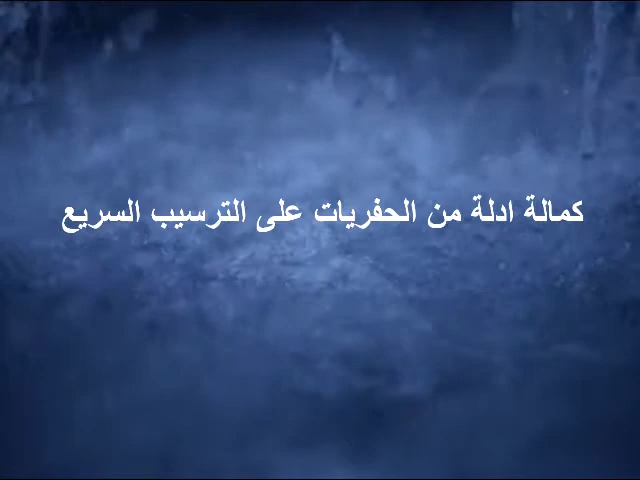 كمالة ادلة من الحفريات على الترسيب السريع